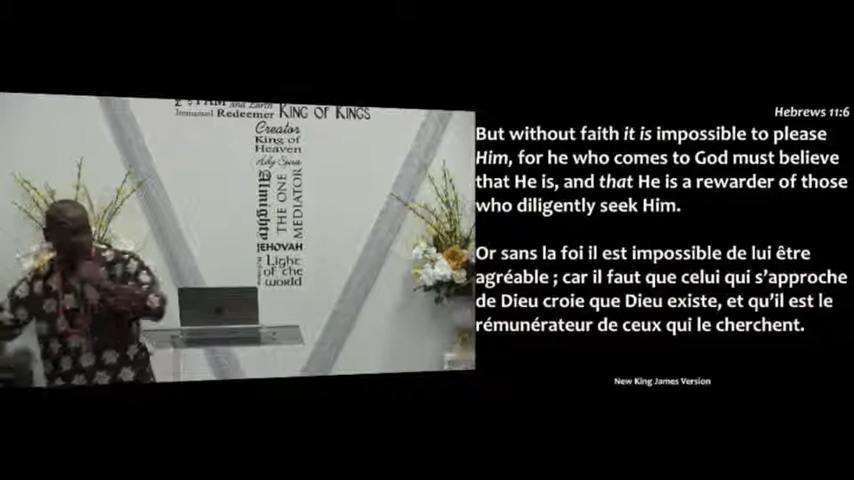 I AM and Earth
Immanuel Redeemer KING OF KINGS
Creator
KING OF
HEAVEN
Holy Spirit
Almighty
THE ONE
MEDIATOR
JEHOVAH
Light
OF THE
WORLD
Hebrews 11:6
But without faith it is impossible to please
Him, for he who comes to God must believe
that He is, and that He is a rewarder of those
who diligently seek Him.
Or sans la foi il est impossible de lui être
agréable ; car il faut que celui qui s'approche
de Dieu croie que Dieu existe, et qu'il est le
rémunérateur de ceux qui le cherchent.
New King James Version